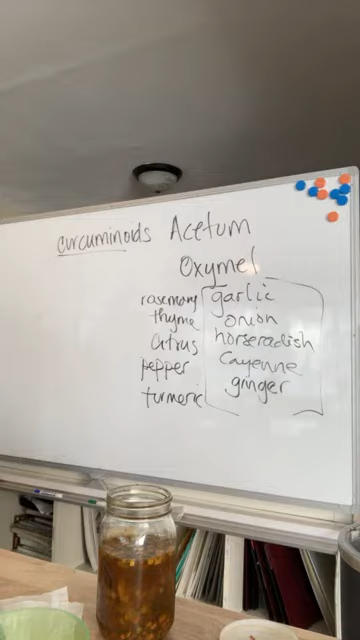 curcuminoids Acetum
Oxymel
rosemary garlic
thyme onion
citrus horseradish
pepper Cayenne
turmeric ginger